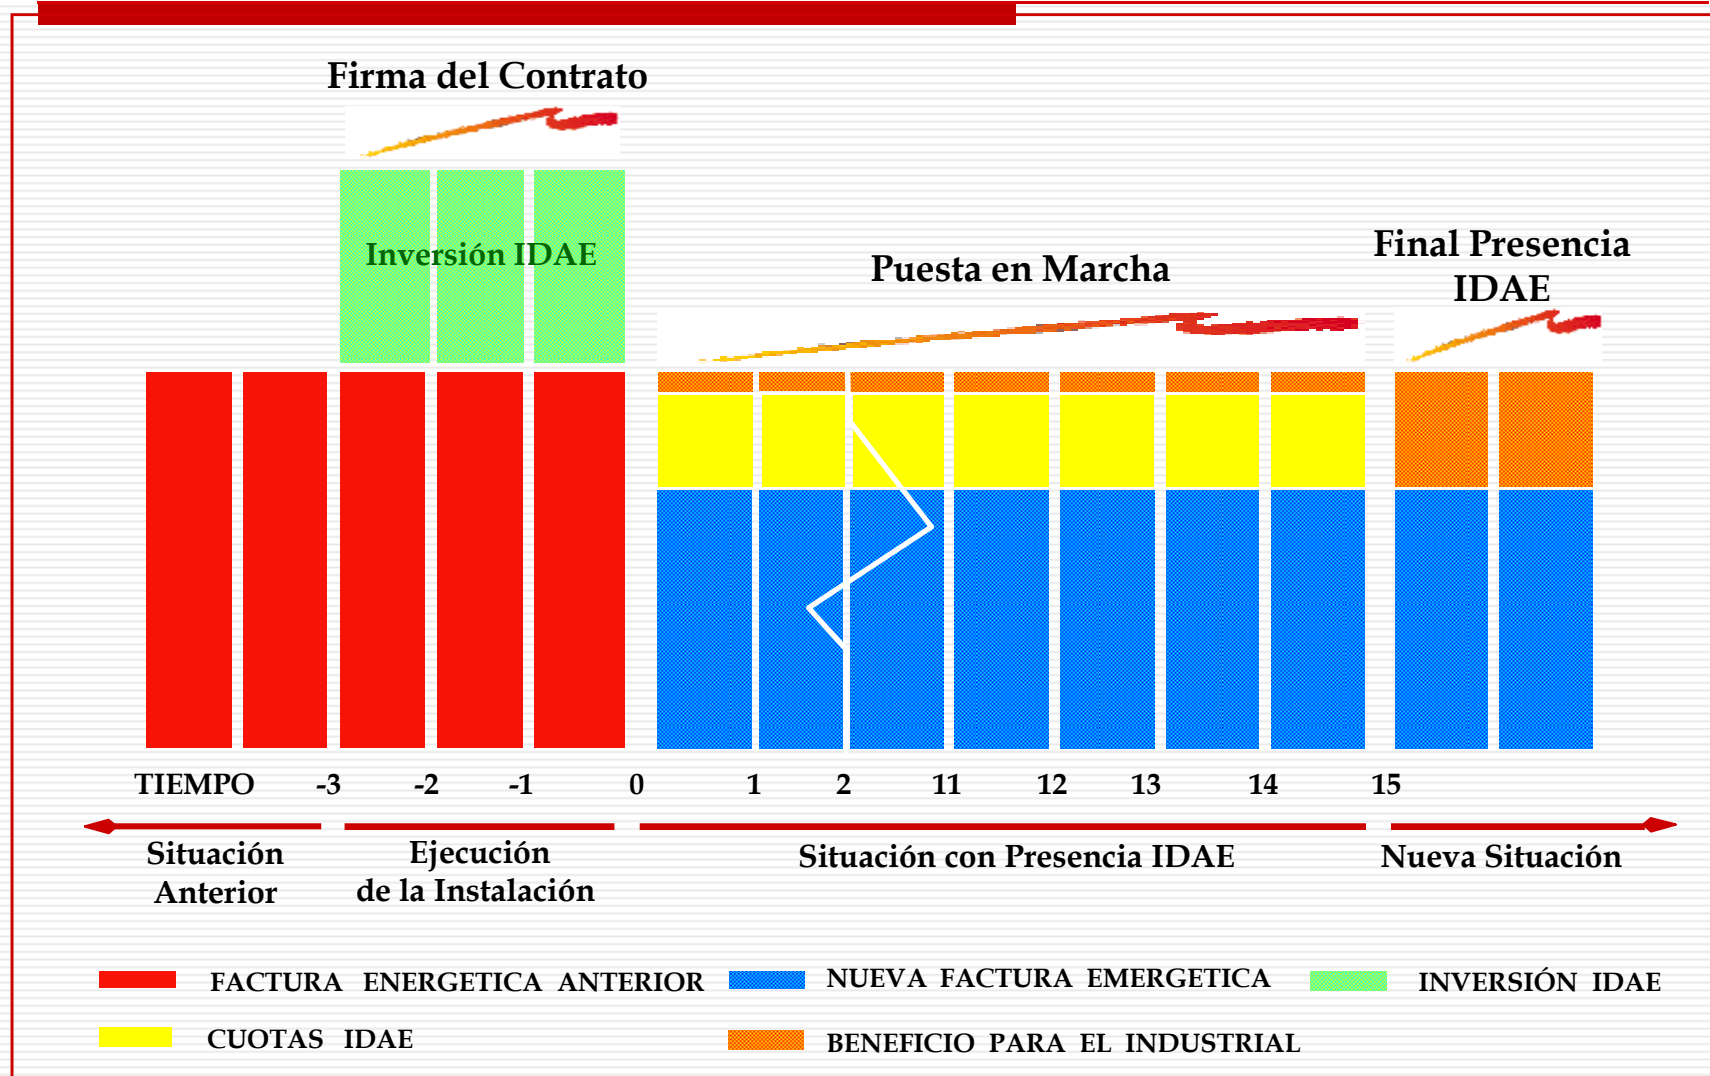 Firma del Contrato
Inversión IDAE
Puesta en Marcha
Final Presencia
IDAE
TIEMPO -3 -2 -1 0 1 2 11 12 13 14 15
Situación
Anterior
Ejecución
de la Instalación
Situación con Presencia IDAE
Nueva Situación
FACTURA ENERGETICA ANTERIOR
NUEVA FACTURA EMERGETICA
INVERSIÓN IDAE
CUOTAS IDAE
BENEFICIO PARA EL INDUSTRIAL